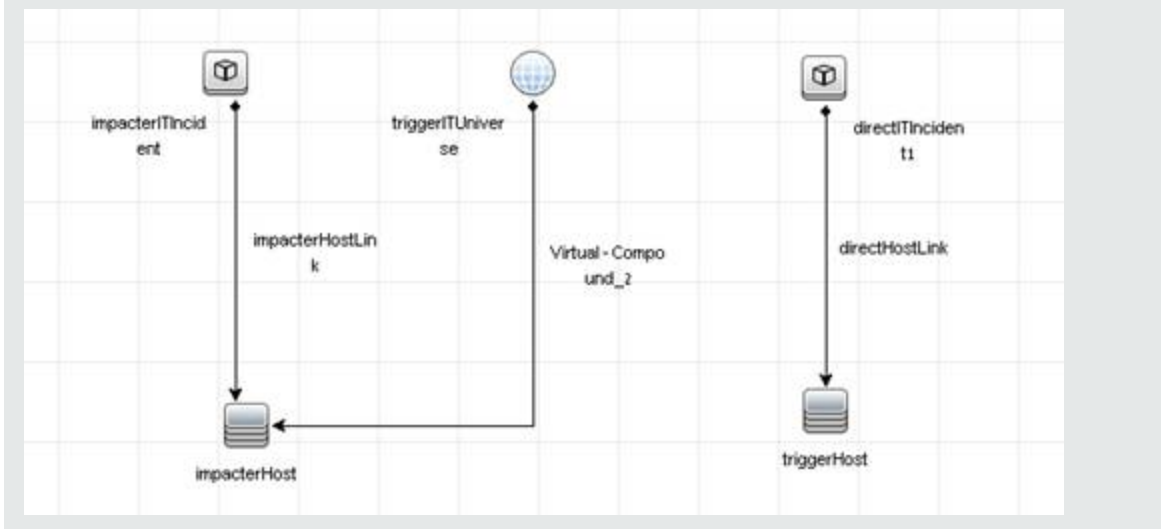 impacterITIncid
ent
triggerITUniver
se
directITInciden
t1
impacterHostLin
k
Virtual - Compo
und_2
directHostLink
impacterHost
triggerHost